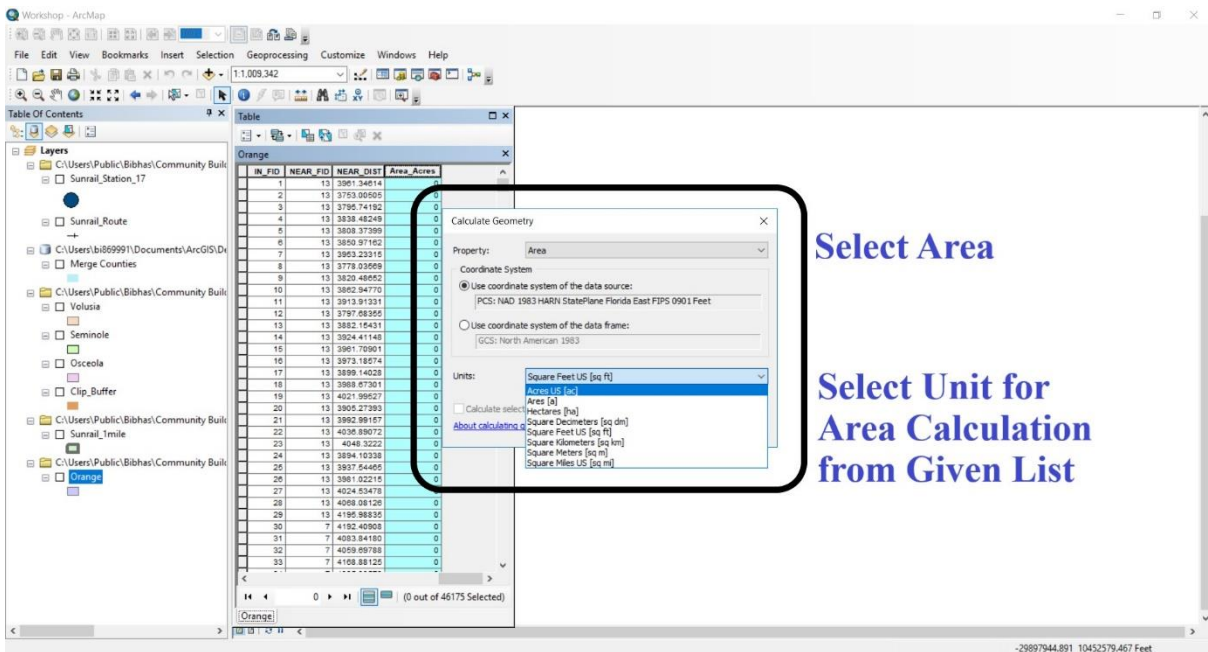 Workshop - ArcMap
File Edit View Bookmarks Insert Selection Geoprocessing Customize Windows Help
1:1,009,342
Table Of Contents
Layers
C:\Users\Public\Bibhas\Community Build
Sunrail_Station_17
Sunrail_Route
C:\Users\bi869991\Documents\ArcGIS\De
Merge Counties
C:\Users\Public\Bibhas\Community Build
Volusia
Seminole
Osceola
Clip_Buffer
C:\Users\Public\Bibhas\Community Build
Sunrail_1mile
C:\Users\Public\Bibhas\Community Build
Orange
Table
Orange
IN_FID NEAR_FID NEAR_DIST Area_Acres
1 13 3961.34614 0
2 13 3753.00505 0
3 13 3795.74192 0
4 13 3838.48249 0
5 13 3808.37399 0
6 13 3850.97162 0
7 13 3963.23315 0
8 13 3778.03669 0
9 13 3820.48652 0
10 13 3862.94770 0
11 13 3913.91331 0
12 13 3797.68365 0
13 13 3882.15431 0
14 13 3924.41148 0
15 13 3961.70901 0
16 13 3973.18574 0
17 13 3899.14028 0
18 13 3988.67301 0
19 13 4021.99527 0
20 13 3905.27393 0
21 13 3992.99157 0
22 13 4036.89072 0
23 13 4048.3222 0
24 13 3894.10338 0
25 13 3937.54465 0
26 13 3981.02215 0
27 13 4024.53478 0
28 13 4068.08126 0
29 13 4195.98835 0
30 7 4192.40908 0
31 7 4083.84180 0
32 7 4059.69788 0
33 7 4168.88125 0
0
(0 out of 46175 Selected)
Orange
Calculate Geometry
Property: Area
Coordinate System
Use coordinate system of the data source:
PCS: NAD 1983 HARN StatePlane Florida East FIPS 0901 Feet
Use coordinate system of the data frame:
GCS: North American 1983
Units: Square Feet US [sq ft]
Acres US [ac]
Ares [a]
Calculate select
Hectares [ha]
Square Decimeters [sq dm]
About calculating g
Square Feet US [sq ft]
Square Kilometers [sq km]
Square Meters [sq m]
Square Miles US [sq mi]
Select Area
Select Unit for
Area Calculation
from Given List
-29897944.891 10452579.467 Feet